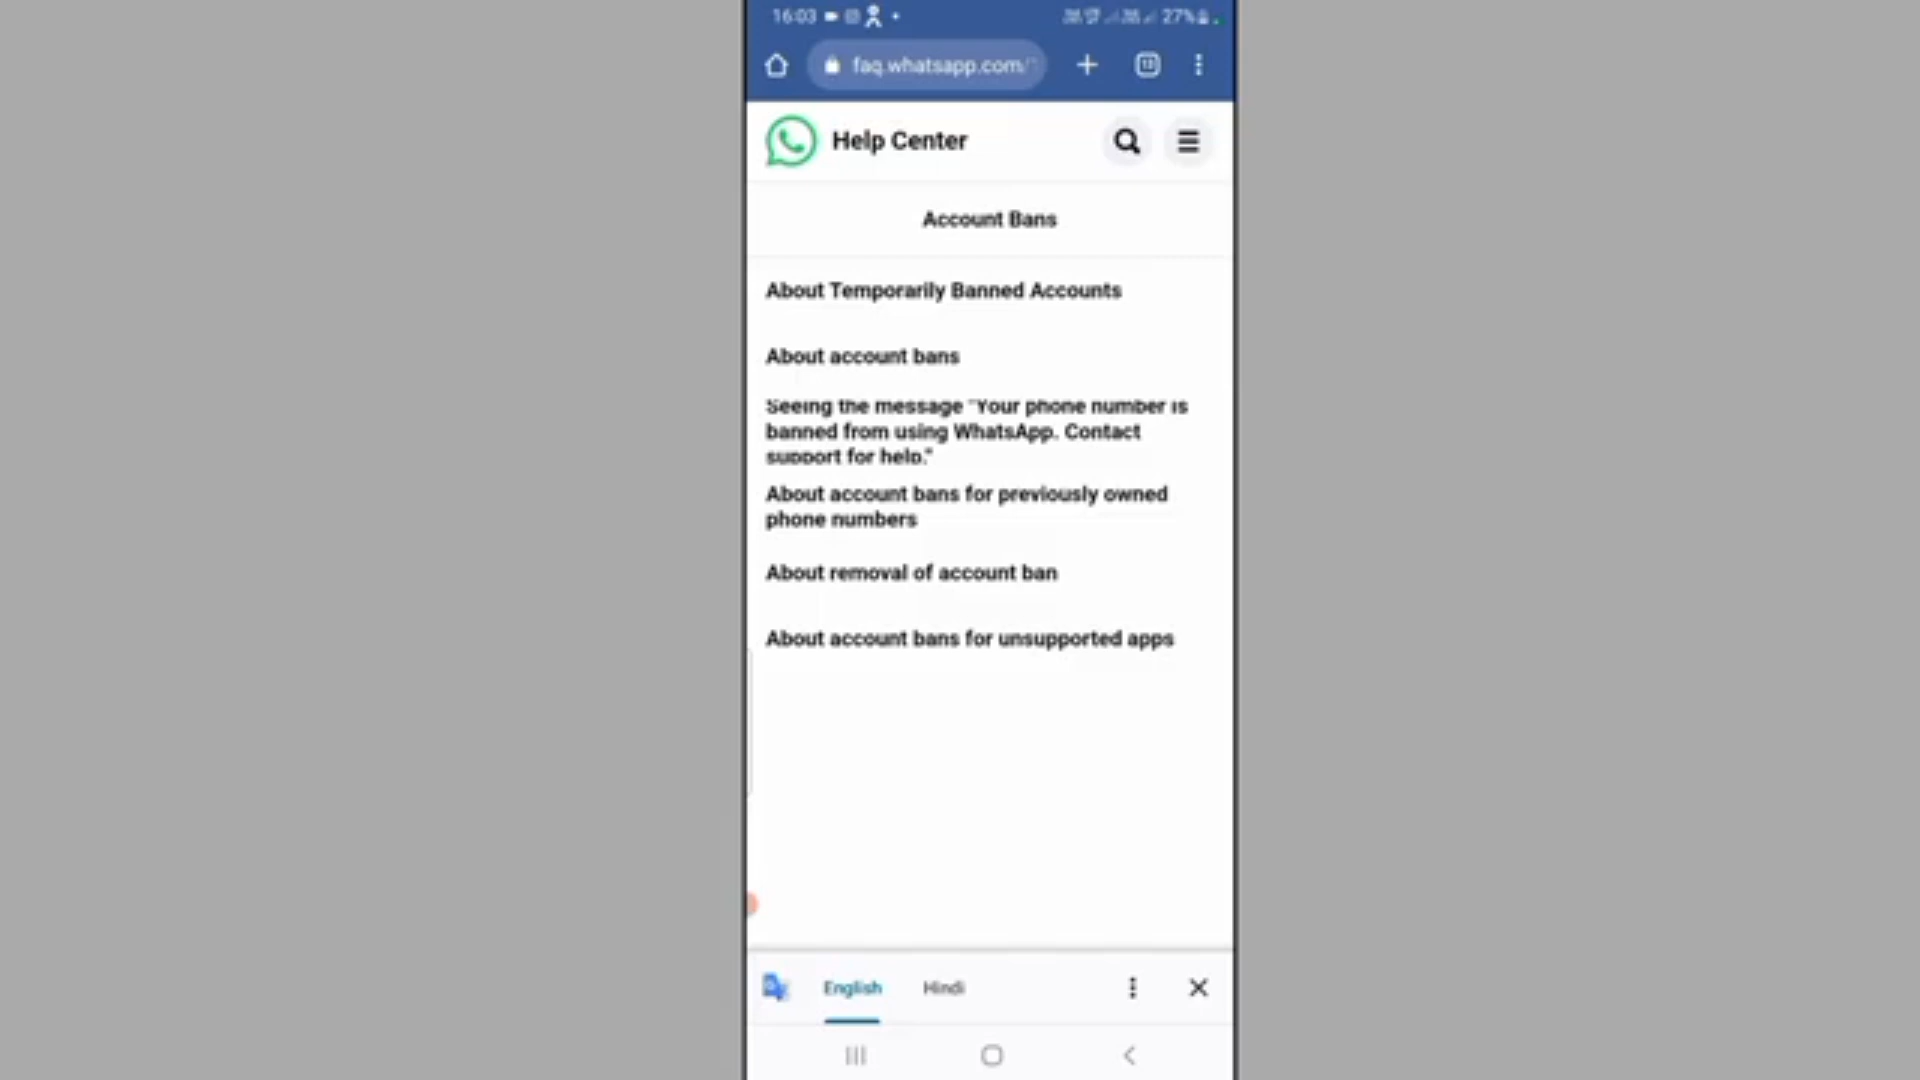 16:03
27%
faq.whatsapp.com/
Help Center
Account Bans
About Temporarily Banned Accounts
About account bans
Seeing the message "Your phone number is
banned from using WhatsApp. Contact
support for help."
About account bans for previously owned
phone numbers
About removal of account ban
About account bans for unsupported apps
English Hindi